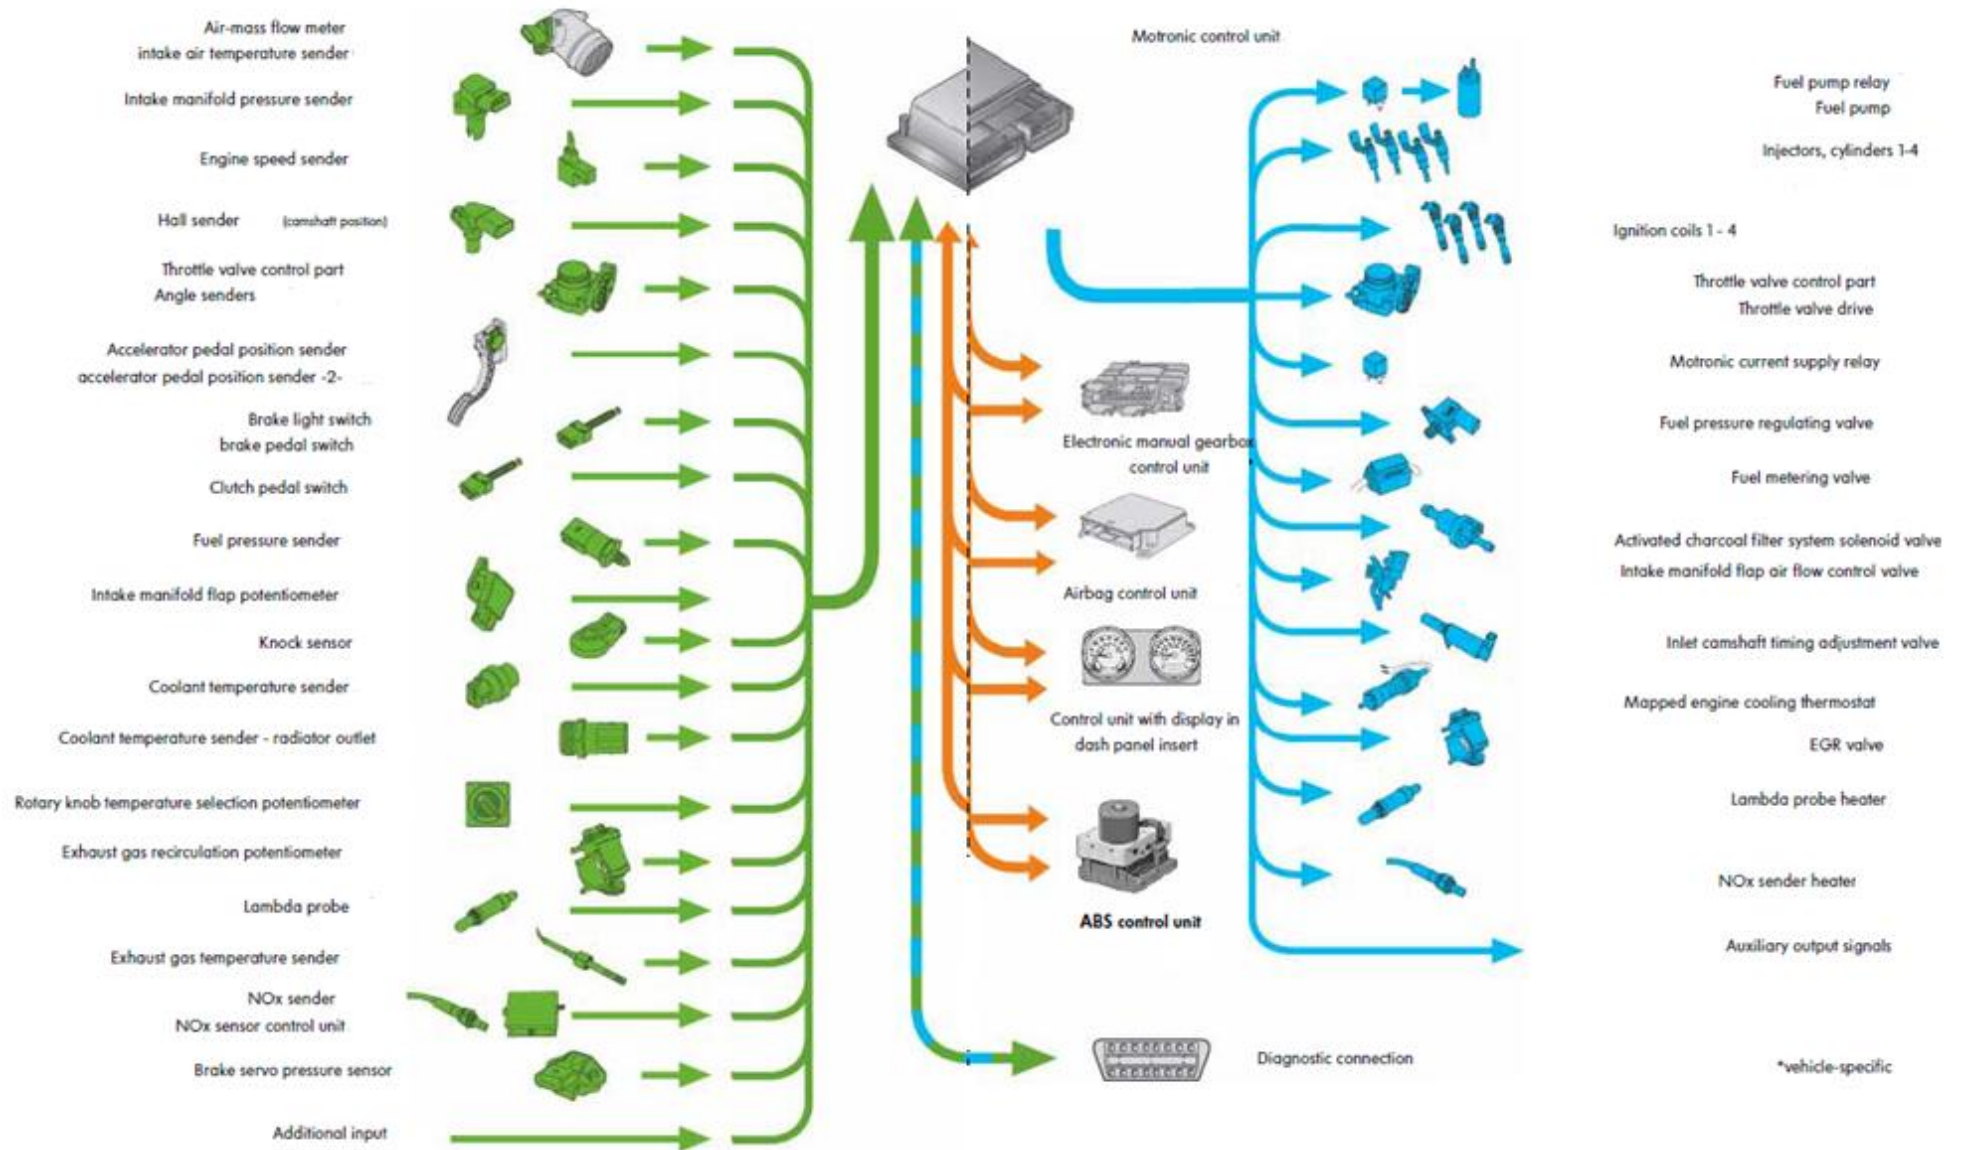 Air-mass flow meter
intake air temperature sender
Intake manifold pressure sender
Engine speed sender
Hall sender (camshaft position)
Throttle valve control part
Angle senders
Accelerator pedal position sender
accelerator pedal position sender -2-
Brake light switch
brake pedal switch
Clutch pedal switch
Fuel pressure sender
Intake manifold flap potentiometer
Knock sensor
Coolant temperature sender
Coolant temperature sender - radiator outlet
Rotary knob temperature selection potentiometer
Exhaust gas recirculation potentiometer
Lambda probe
Exhaust gas temperature sender
NOx sender
NOx sensor control unit
Brake servo pressure sensor
Additional input
Motronic control unit
Electronic manual gearbox
control unit
Airbag control unit
Control unit with display in
dash panel insert
ABS control unit
Diagnostic connection
Fuel pump relay
Fuel pump
Injectors, cylinders 1-4
Ignition coils 1 - 4
Throttle valve control part
Throttle valve drive
Motronic current supply relay
Fuel pressure regulating valve
Fuel metering valve
Activated charcoal filter system solenoid valve
Intake manifold flap air flow control valve
Inlet camshaft timing adjustment valve
Mapped engine cooling thermostat
EGR valve
Lambda probe heater
NOx sender heater
Auxiliary output signals
*vehicle-specific